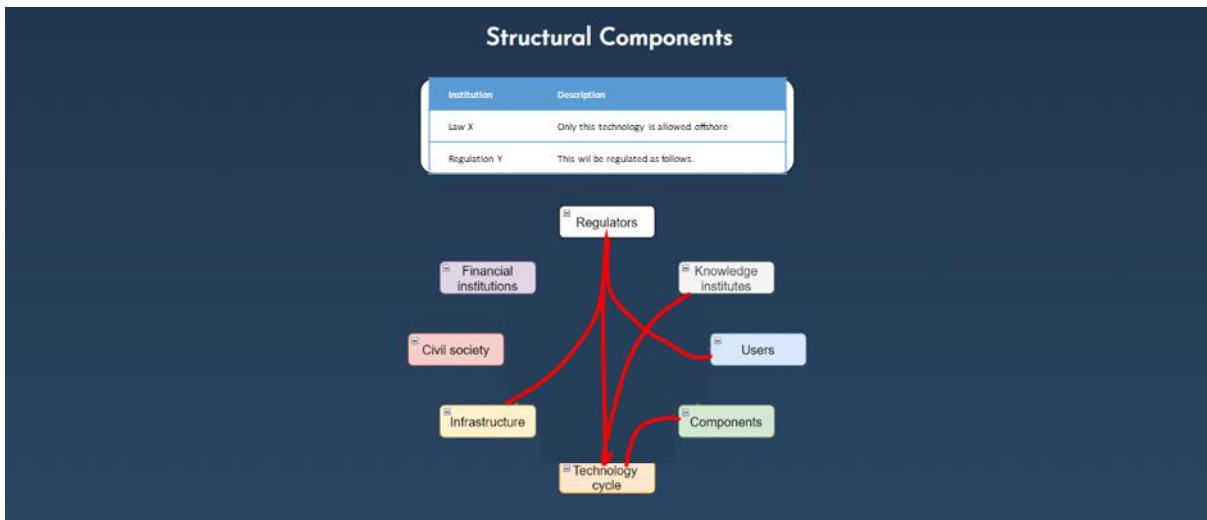 Structural Components
Institution Description
Law X Only this technology is allowed offshore
Regulation Y This wil be regulated as follows.
Regulators
Financial
institutions
Knowledge
institutes
Civil society
Users
Infrastructure
Components
Technology
cycle